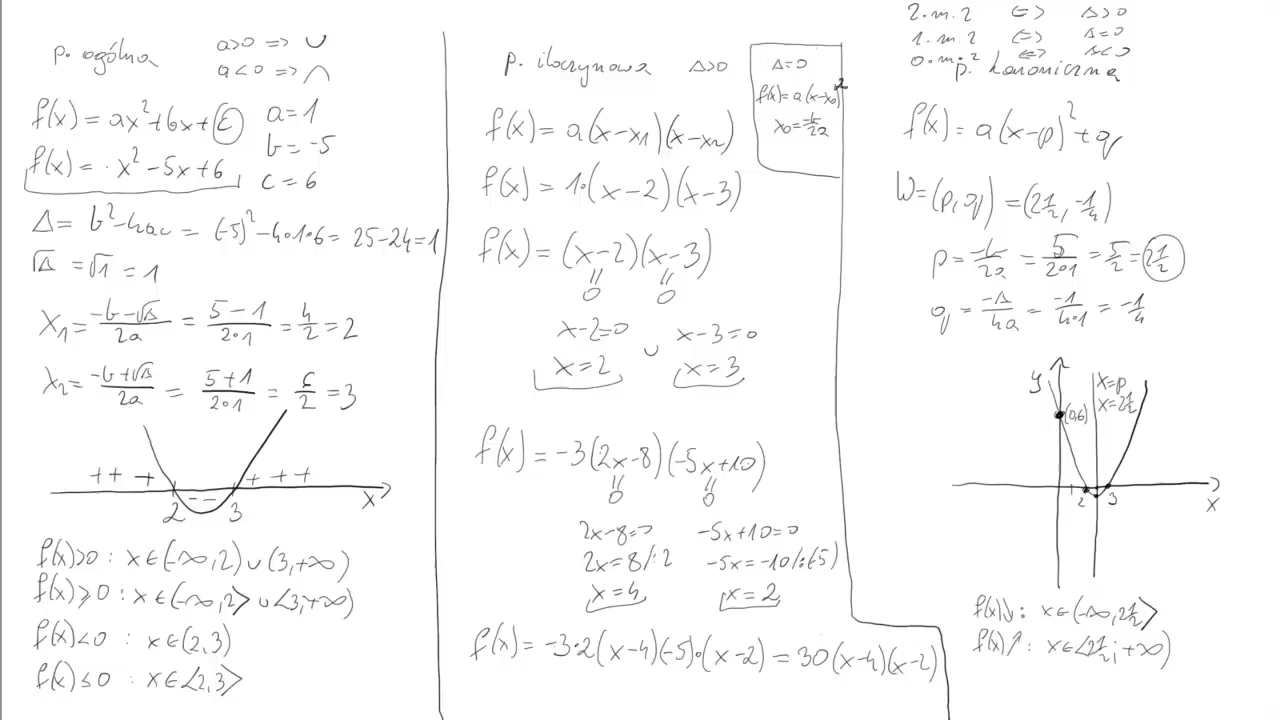 p. ogólna
a>0 => ∪
a<0 => ∩
f(x) = ax²+bx+c
a=1
b=-5
c=6
f(x) = x²-5x+6
Δ = b²-4ac = (-5)²-4·1·6 = 25-24=1
√Δ = √1 = 1
x₁ = (-b-√Δ)/2a = (5-1)/(2·1) = 4/2 = 2
x₂ = (-b+√Δ)/2a = (5+1)/(2·1) = 6/2 = 3
+ + + - - + + +
2 3 x
f(x)>0 : x∈(-∞,2)∪(3,+∞)
f(x)⩾0 : x∈(-∞,2>∪<3,+∞)
f(x)<0 : x∈(2,3)
f(x)≤0 : x∈<2,3>
p. iloczynowa Δ>0
Δ=0
f(x)=a(x-x₀)²
x₀=-b/2a
f(x) = a(x-x₁)(x-x₂)
f(x) = 1·(x-2)(x-3)
f(x) = (x-2)(x-3)
= =
0 0
x-2=0 ∪ x-3=0
x=2 x=3
f(x) = -3(2x-8)(-5x+10)
= =
0 0
2x-8=0 -5x+10=0
2x=8/:2 -5x=-10/:(-5)
x=4 x=2
f(x) = -3·2(x-4)(-5)·(x-2) = 30(x-4)(x-2)
2.m.z <=> Δ>0
1.m.z <=> Δ=0
0.m.z <=> Δ<0
p. kanoniczna
f(x) = a(x-p)²+q
W=(p,q) = (2½,-¼)
p = -b/2a = 5/(2·1) = 5/2 = 2½
q = -Δ/4a = -1/(4·1) = -¼
y
x=p
x=2½
(0,6)
1 2 3
x
f(x)↓: x∈(-∞,2½>
f(x)↗: x∈<2½;+∞)